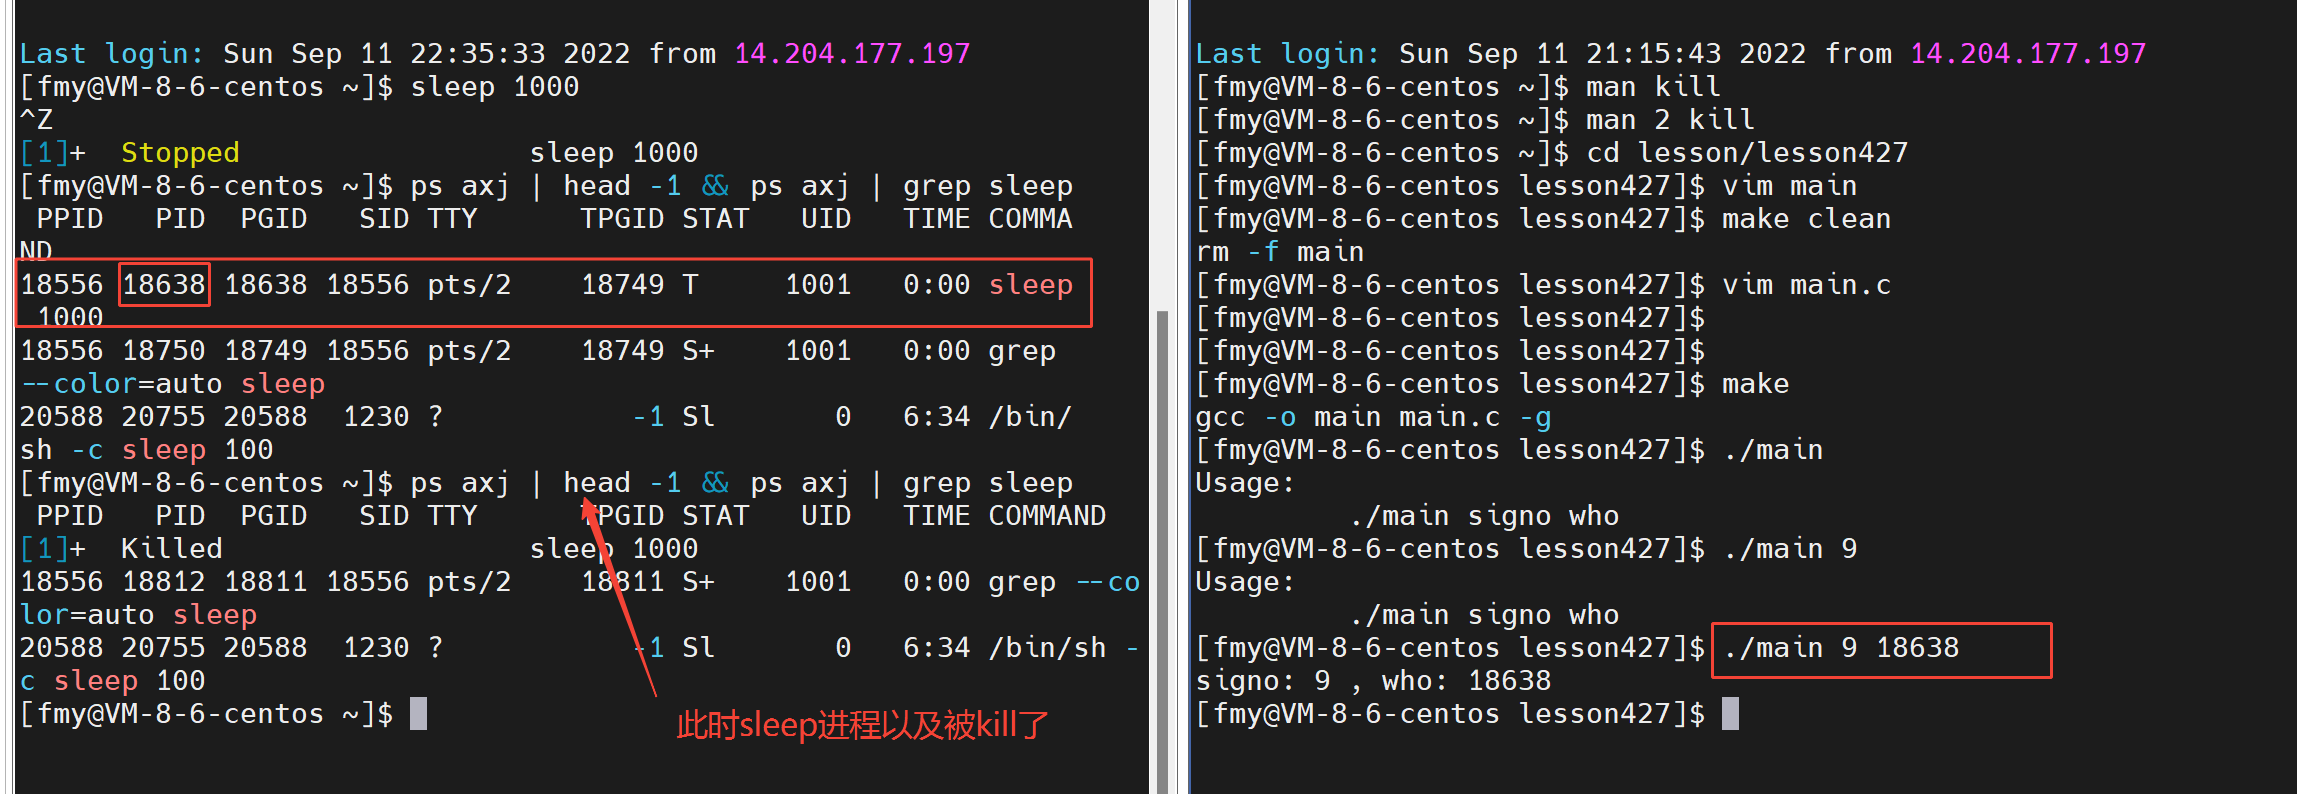 Last login: Sun Sep 11 22:35:33 2022 from 14.204.177.197
[fmy@VM-8-6-centos ~]$ sleep 1000
^Z
[1]+  Stopped                 sleep 1000
[fmy@VM-8-6-centos ~]$ ps axj | head -1 && ps axj | grep sleep
 PPID   PID  PGID   SID TTY      TPGID STAT   UID   TIME COMMA
ND
18556 18638 18638 18556 pts/2    18749 T     1001   0:00 sleep
 1000
18556 18750 18749 18556 pts/2    18749 S+    1001   0:00 grep
--color=auto sleep
20588 20755 20588  1230 ?           -1 Sl       0   6:34 /bin/
sh -c sleep 100
[fmy@VM-8-6-centos ~]$ ps axj | head -1 && ps axj | grep sleep
 PPID   PID  PGID   SID TTY      TPGID STAT   UID   TIME COMMAND
[1]+  Killed                  sleep 1000
18556 18812 18811 18556 pts/2    18811 S+    1001   0:00 grep --co
lor=auto sleep
20588 20755 20588  1230 ?           -1 Sl       0   6:34 /bin/sh -
c sleep 100
[fmy@VM-8-6-centos ~]$
此时sleep进程以及被kill了
Last login: Sun Sep 11 21:15:43 2022 from 14.204.177.197
[fmy@VM-8-6-centos ~]$ man kill
[fmy@VM-8-6-centos ~]$ man 2 kill
[fmy@VM-8-6-centos ~]$ cd lesson/lesson427
[fmy@VM-8-6-centos lesson427]$ vim main
[fmy@VM-8-6-centos lesson427]$ make clean
rm -f main
[fmy@VM-8-6-centos lesson427]$ vim main.c
[fmy@VM-8-6-centos lesson427]$
[fmy@VM-8-6-centos lesson427]$
[fmy@VM-8-6-centos lesson427]$ make
gcc -o main main.c -g
[fmy@VM-8-6-centos lesson427]$ ./main
Usage:
         ./main signo who
[fmy@VM-8-6-centos lesson427]$ ./main 9
Usage:
         ./main signo who
[fmy@VM-8-6-centos lesson427]$ ./main 9 18638
signo: 9 , who: 18638
[fmy@VM-8-6-centos lesson427]$